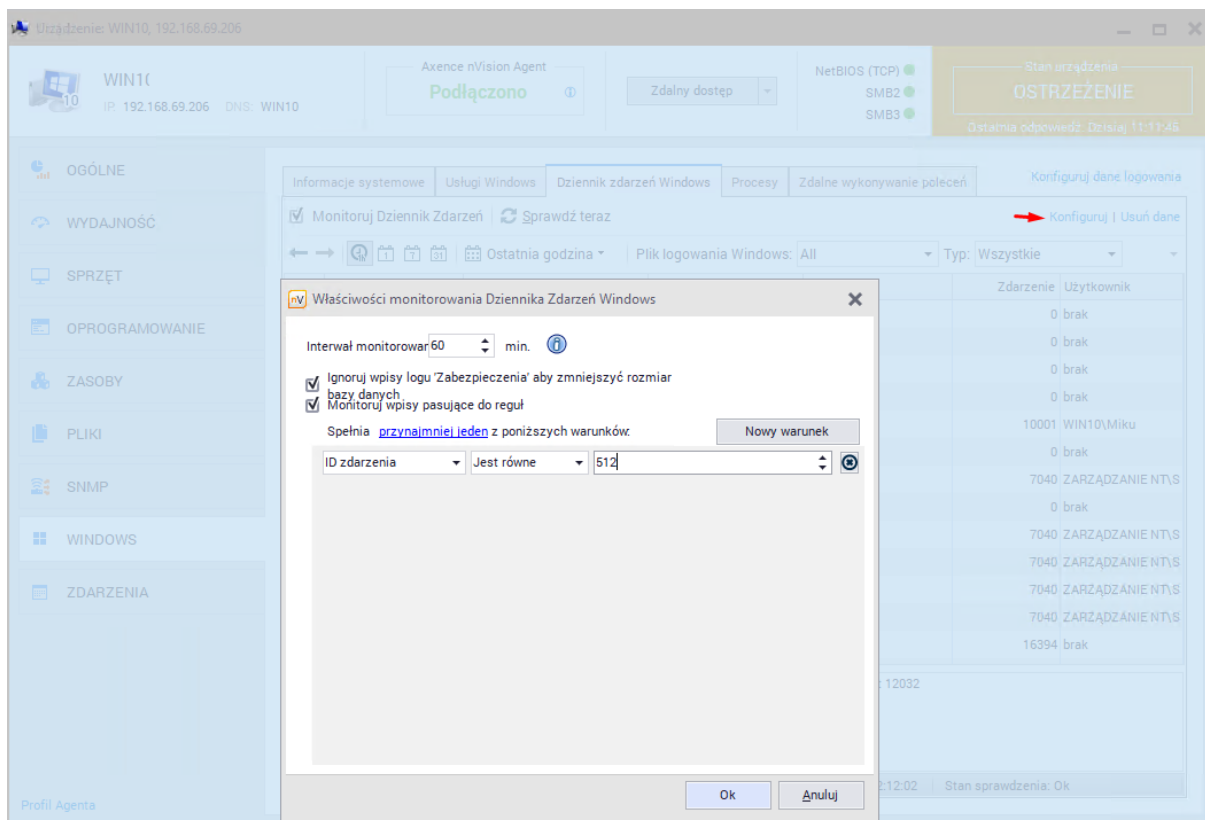 Urządzenie: WIN10, 192.168.69.206
WIN1(
IP: 192.168.69.206 DNS: WIN10
10
Axence nVision Agent
Podłączono
Zdalny dostęp
NetBIOS (TCP)
SMB2
SMB3
Stan urządzenia
OSTRZEŻENIE
Ostatnia odpowiedź: Dzisiaj 11:11:46
OGÓLNE
WYDAJNOŚĆ
SPRZĘT
OPROGRAMOWANIE
ZASOBY
PLIKI
SNMP
WINDOWS
ZDARZENIA
Profil Agenta
Informacje systemowe Usługi Windows Dziennik zdarzeń Windows Procesy Zdalne wykonywanie poleceń Konfiguruj dane logowania
Monitoruj Dziennik Zdarzeń Sprawdź teraz Konfiguruj | Usuń dane
1 7 31 Ostatnia godzina Plik logowania Windows: All Typ: Wszystkie
Zdarzenie Użytkownik
0 brak
0 brak
0 brak
0 brak
10001 WIN10\Miku
0 brak
7040 ZARZĄDZANIE NT\S
0 brak
7040 ZARZĄDZANIE NT\S
7040 ZARZĄDZANIE NT\S
7040 ZARZĄDZANIE NT\S
7040 ZARZĄDZANIE NT\S
16394 brak
: 12032
2:12:02 Stan sprawdzenia: Ok
nV Właściwości monitorowania Dziennika Zdarzeń Windows
Interwał monitorowar 60 min.
Ignoruj wpisy logu 'Zabezpieczenia' aby zmniejszyć rozmiar
bazy danych
Monitoruj wpisy pasujące do reguł
Spełnia przynajmniej jeden z poniższych warunków: Nowy warunek
ID zdarzenia Jest równe 512
Ok Anuluj